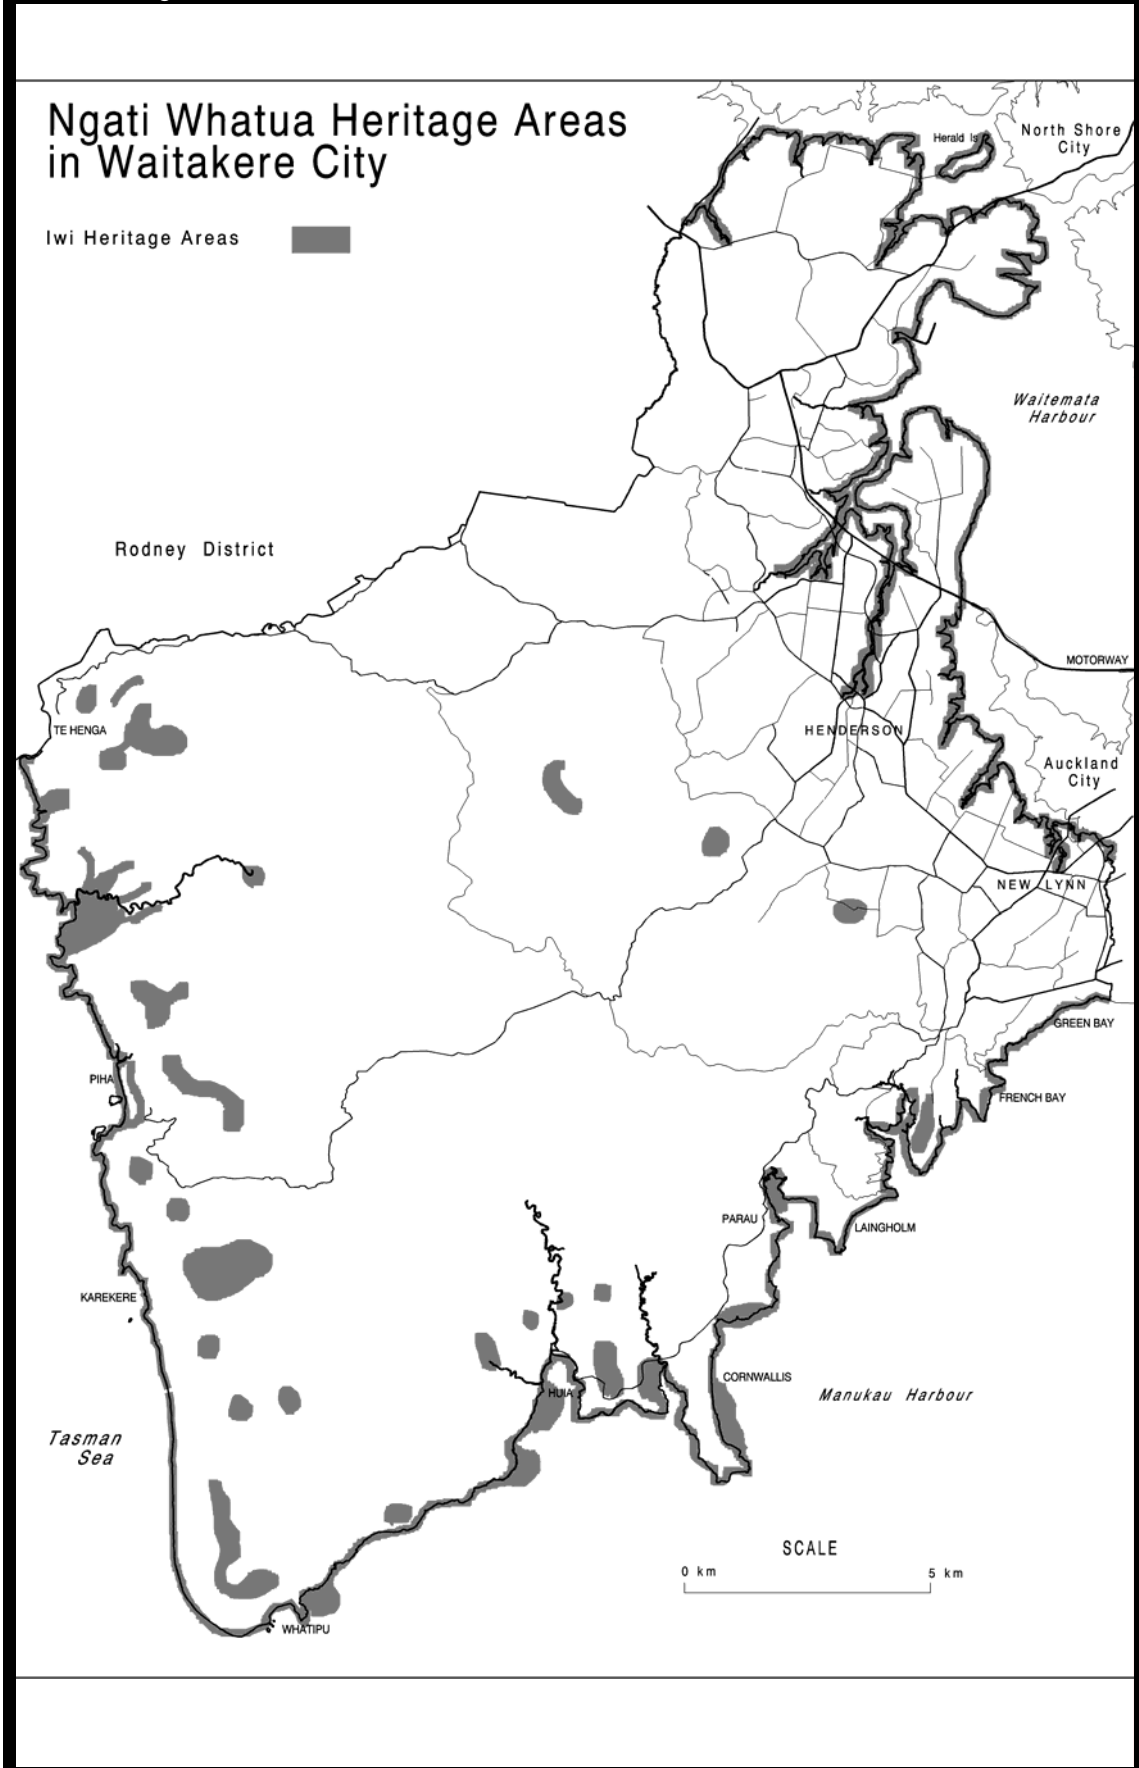 Ngati Whatua Heritage Areas
in Waitakere City
Iwi Heritage Areas
Herald Is
North Shore
City
Waitemata
Harbour
Rodney District
MOTORWAY
TE HENGA
HENDERSON
Auckland
City
NEW LYNN
GREEN BAY
PIHA
FRENCH BAY
PARAU
LAINGHOLM
KAREKERE
CORNWALLIS
HUIA
Manukau Harbour
Tasman
Sea
SCALE
0 km
5 km
WHATIPU